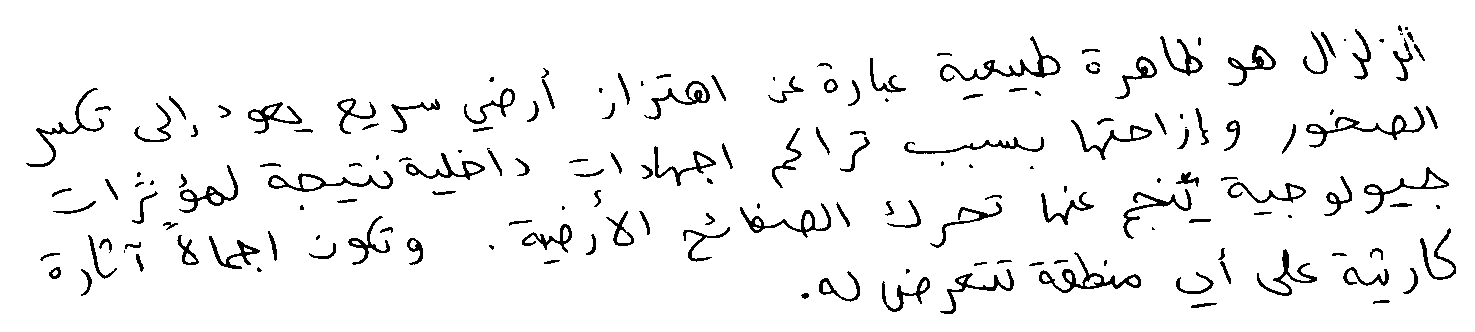 الزلزال هو ظاهرة طبيعية عبارة عن اهتزاز أرضي سريع يعود إلى تكسر
الصخور وإزاحتها بسبب تراكم اجهادات داخلية نتيجة لمؤثرات
جيولوجية ينجم عنها تحرك الصفائح الأرضية. وتكون اجمالاً آثارة
كارثية على أي منطقة تتعرض له.